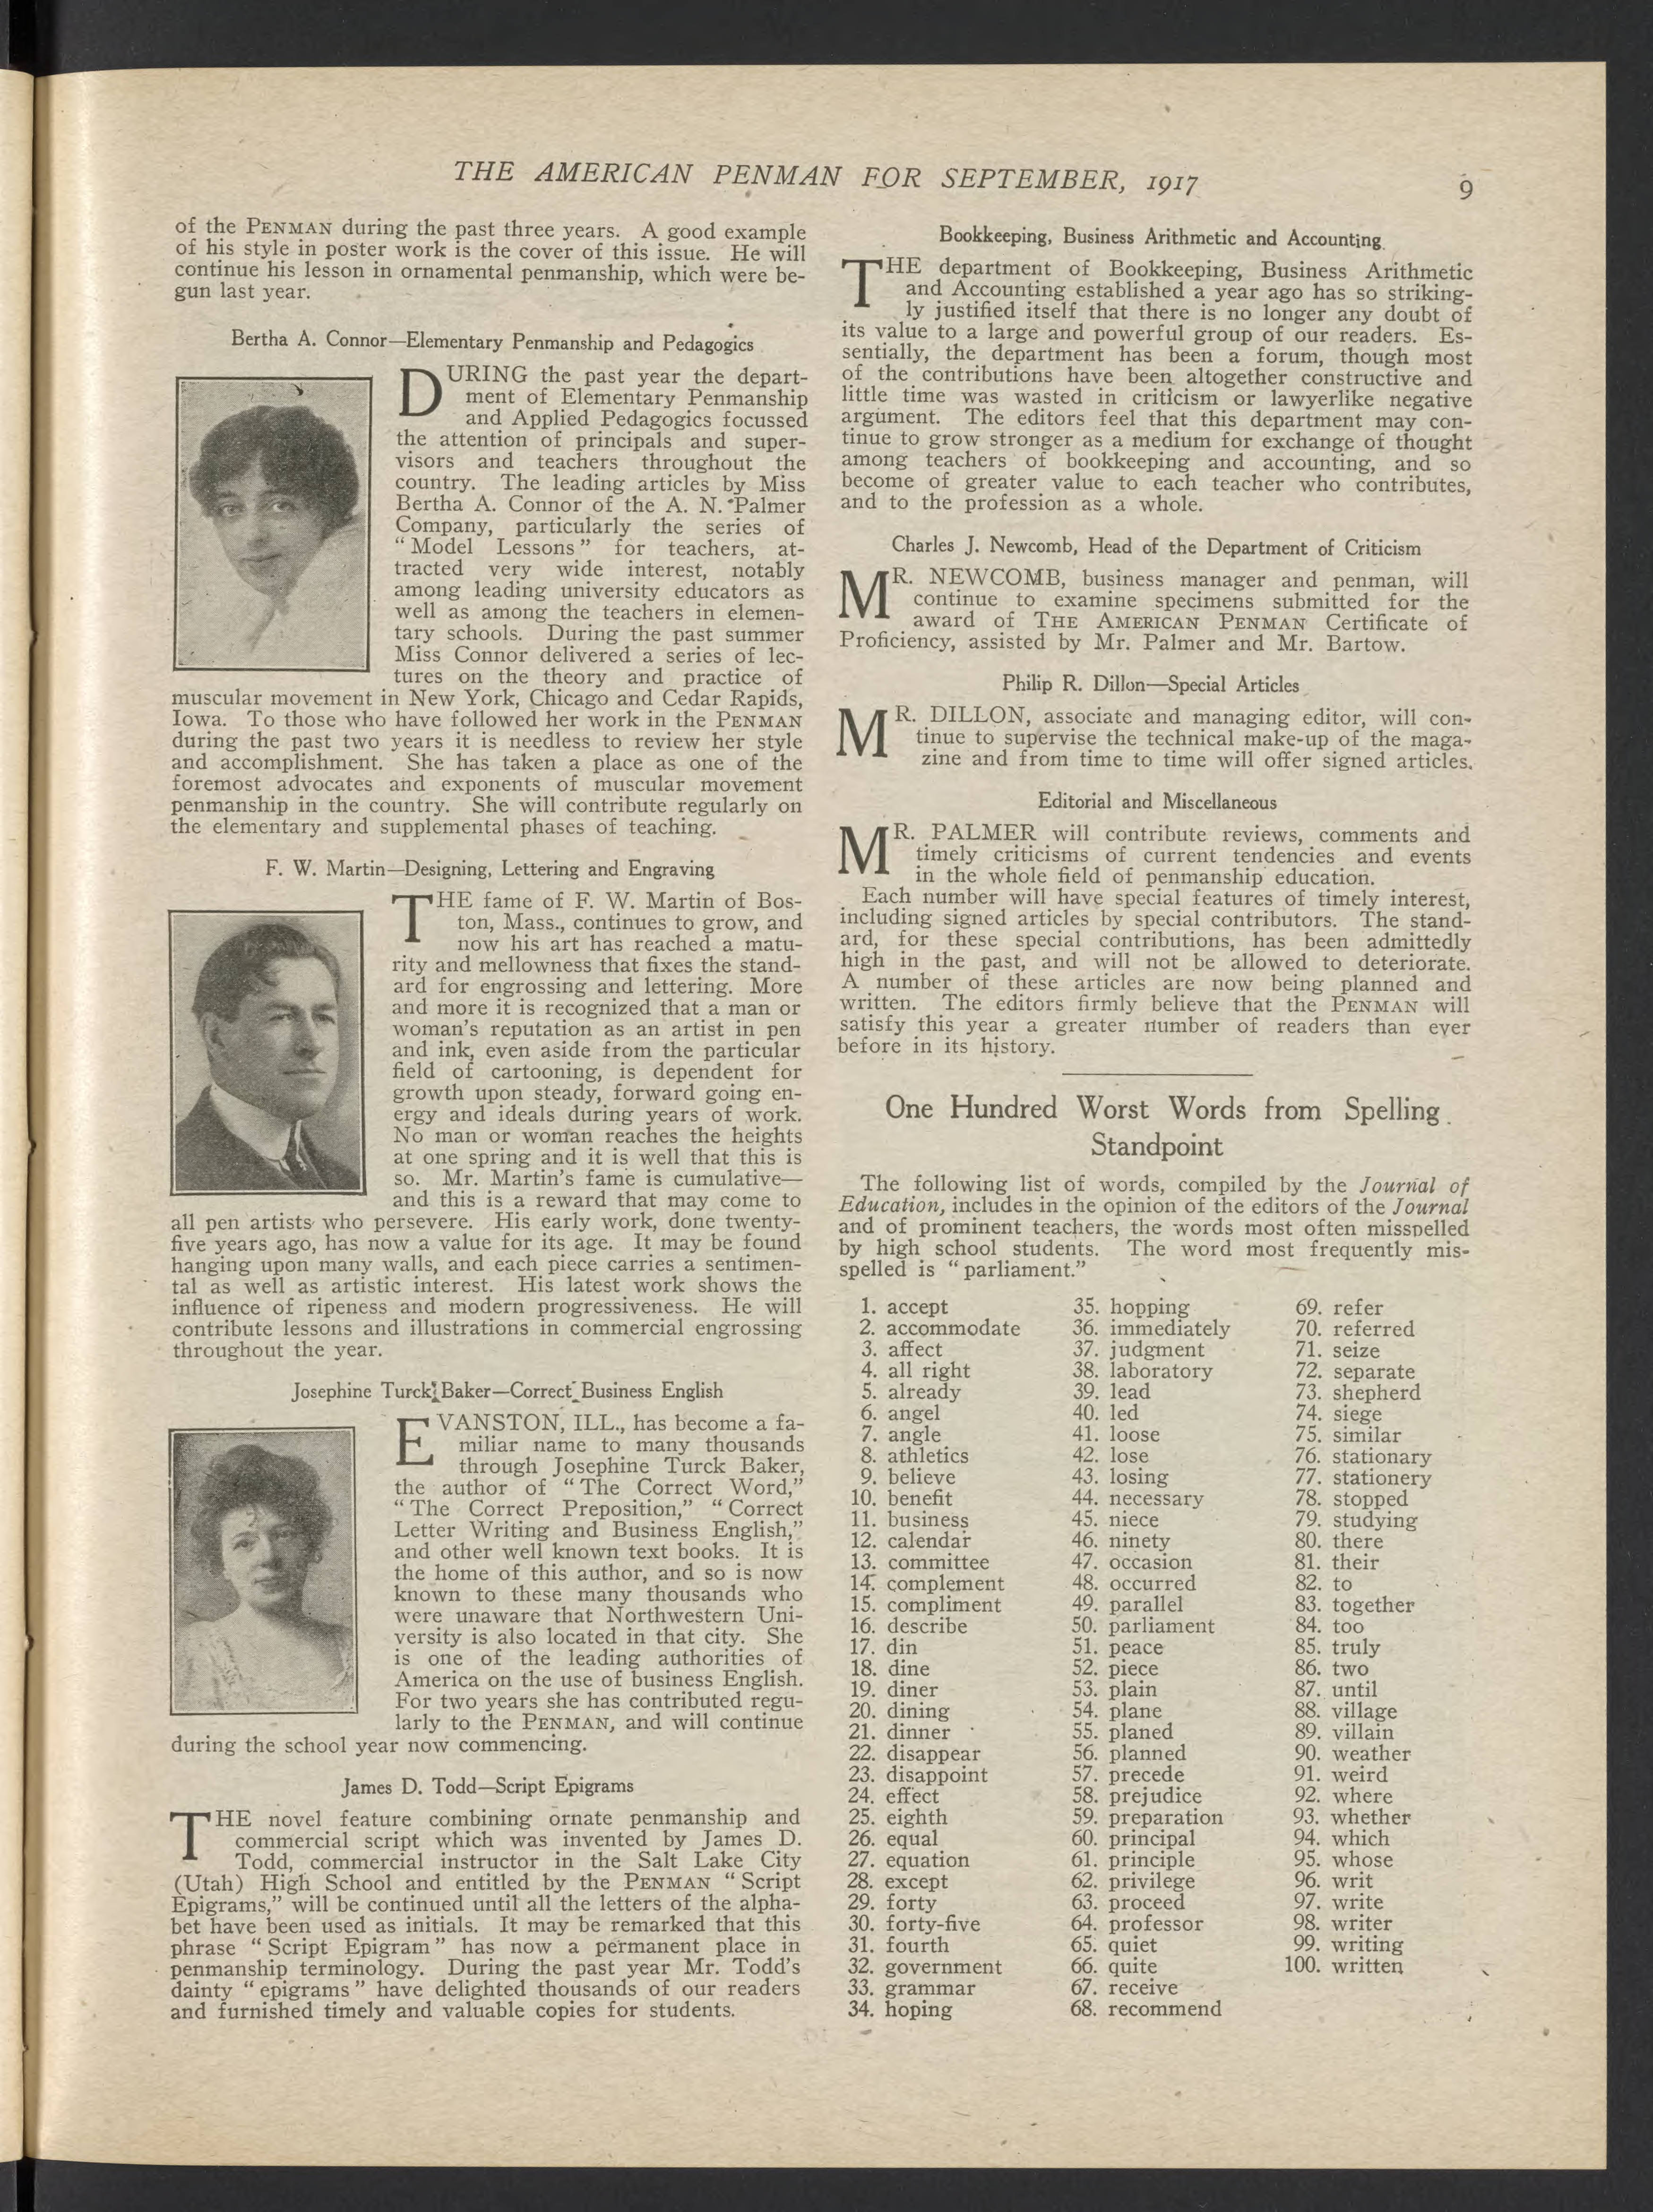 THE AMERICAN PENMAN FOR SEPTEMBER, 1917
9
of the PENMAN during the past three years. A good example
of his style in poster work is the cover of this issue. He will
continue his lesson in ornamental penmanship, which were be-
gun last year.
Bertha A. Connor—Elementary Penmanship and Pedagogics
DURING the past year the depart-
ment of Elementary Penmanship
and Applied Pedagogics focussed
the attention of principals and super-
visors and teachers throughout the
country. The leading articles by Miss
Bertha A. Connor of the A. N. Palmer
Company, particularly the series of
“Model Lessons” for teachers, at-
tracted very wide interest, notably
among leading university educators as
well as among the teachers in elemen-
tary schools. During the past summer
Miss Connor delivered a series of lec-
tures on the theory and practice of
muscular movement in New York, Chicago and Cedar Rapids,
Iowa. To those who have followed her work in the PENMAN
during the past two years it is needless to review her style
and accomplishment. She has taken a place as one of the
foremost advocates and exponents of muscular movement
penmanship in the country. She will contribute regularly on
the elementary and supplemental phases of teaching.
F. W. Martin—Designing, Lettering and Engraving
THE fame of F. W. Martin of Bos-
ton, Mass., continues to grow, and
now his art has reached a matu-
rity and mellowness that fixes the stand-
ard for engrossing and lettering. More
and more it is recognized that a man or
woman's reputation as an artist in pen
and ink, even aside from the particular
field of cartooning, is dependent for
growth upon steady, forward going en-
ergy and ideals during years of work.
No man or woman reaches the heights
at one spring and it is well that this is
so. Mr. Martin's fame is cumulative—
and this is a reward that may come to
all pen artists who persevere. His early work, done twenty-
five years ago, has now a value for its age. It may be found
hanging upon many walls, and each piece carries a sentimen-
tal as well as artistic interest. His latest work shows the
influence of ripeness and modern progressiveness. He will
contribute lessons and illustrations in commercial engrossing
throughout the year.
Josephine Turck Baker—Correct Business English
EVANSTON, ILL., has become a fa-
miliar name to many thousands
through Josephine Turck Baker,
the author of “The Correct Word,”
“The Correct Preposition,” “Correct
Letter Writing and Business English,”
and other well known text books. It is
the home of this author, and so is now
known to these many thousands who
were unaware that Northwestern Uni-
versity is also located in that city. She
is one of the leading authorities of
America on the use of business English.
For two years she has contributed regu-
larly to the PENMAN, and will continue
during the school year now commencing.
James D. Todd—Script Epigrams
THE novel feature combining ornate penmanship and
commercial script which was invented by James D.
Todd, commercial instructor in the Salt Lake City
(Utah) High School and entitled by the PENMAN “Script
Epigrams,” will be continued until all the letters of the alpha-
bet have been used as initials. It may be remarked that this
phrase “Script Epigram” has now a permanent place in
penmanship terminology. During the past year Mr. Todd's
dainty “epigrams” have delighted thousands of our readers
and furnished timely and valuable copies for students.
Bookkeeping, Business Arithmetic and Accounting
THE department of Bookkeeping, Business Arithmetic
and Accounting established a year ago has so striking-
ly justified itself that there is no longer any doubt of
its value to a large and powerful group of our readers. Es-
sentially, the department has been a forum, though most
of the contributions have been altogether constructive and
little time was wasted in criticism or lawyerlike negative
argument. The editors feel that this department may con-
tinue to grow stronger as a medium for exchange of thought
among teachers of bookkeeping and accounting, and so
become of greater value to each teacher who contributes,
and to the profession as a whole.
Charles J. Newcomb, Head of the Department of Criticism
MR. NEWCOMB, business manager and penman, will
continue to examine specimens submitted for the
award of THE AMERICAN PENMAN Certificate of
Proficiency, assisted by Mr. Palmer and Mr. Bartow.
Philip R. Dillon—Special Articles
MR. DILLON, associate and managing editor, will con-
tinue to supervise the technical make-up of the maga-
zine and from time to time will offer signed articles.
Editorial and Miscellaneous
MR. PALMER will contribute reviews, comments and
timely criticisms of current tendencies and events
in the whole field of penmanship education.
Each number will have special features of timely interest,
including signed articles by special contributors. The stand-
ard, for these special contributions, has been admittedly
high in the past, and will not be allowed to deteriorate.
A number of these articles are now being planned and
written. The editors firmly believe that the PENMAN will
satisfy this year a greater number of readers than ever
before in its history.
One Hundred Worst Words from Spelling
Standpoint
The following list of words, compiled by the Journal of
Education, includes in the opinion of the editors of the Journal
and of prominent teachers, the words most often misspelled
by high school students. The word most frequently mis-
spelled is “parliament.”
1. accept
2. accommodate
3. affect
4. all right
5. already
6. angel
7. angle
8. athletics
9. believe
10. benefit
11. business
12. calendar
13. committee
14. complement
15. compliment
16. describe
17. din
18. dine
19. diner
20. dining
21. dinner
22. disappear
23. disappoint
24. effect
25. eighth
26. equal
27. equation
28. except
29. forty
30. forty-five
31. fourth
32. government
33. grammar
34. hoping
35. hopping
36. immediately
37. judgment
38. laboratory
39. lead
40. led
41. loose
42. lose
43. losing
44. necessary
45. niece
46. ninety
47. occasion
48. occurred
49. parallel
50. parliament
51. peace
52. piece
53. plain
54. plane
55. planed
56. planned
57. precede
58. prejudice
59. preparation
60. principal
61. principle
62. privilege
63. proceed
64. professor
65. quiet
66. quite
67. receive
68. recommend
69. refer
70. referred
71. seize
72. separate
73. shepherd
74. siege
75. similar
76. stationary
77. stationery
78. stopped
79. studying
80. there
81. their
82. to
83. together
84. too
85. truly
86. two
87. until
88. village
89. villain
90. weather
91. weird
92. where
93. whether
94. which
95. whose
96. writ
97. write
98. writer
99. writing
100. written